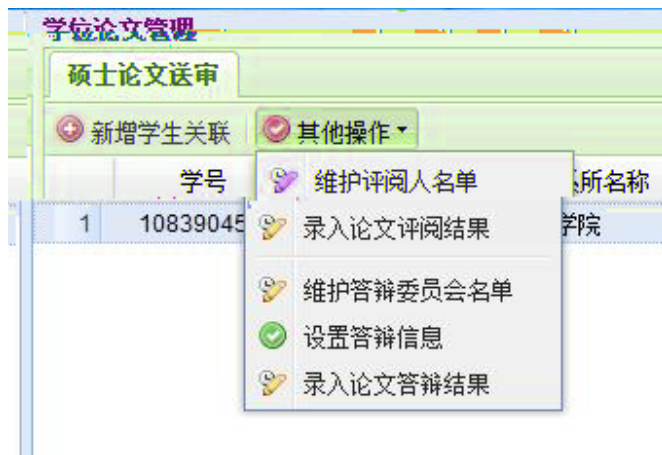 学位论文管理
硕士论文送审
新增学生关联 其他操作
学号 所名称
1 10839045 学院
维护评阅人名单
录入论文评阅结果
维护答辩委员会名单
设置答辩信息
录入论文答辩结果